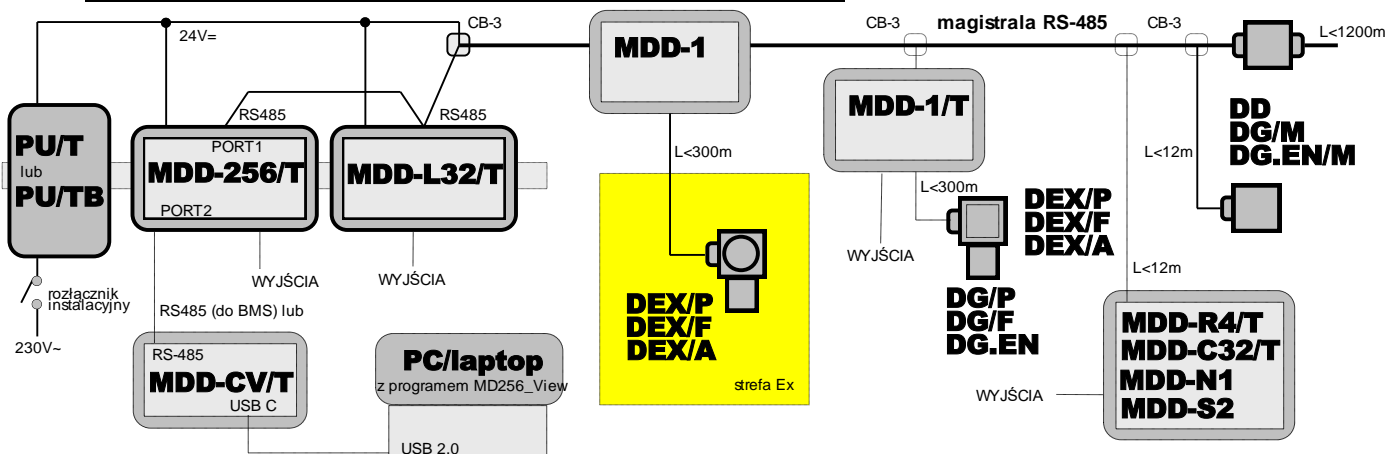 24V=
CB-3
MDD-1
CB-3
magistrala RS-485
CB-3
L<1200m
PU/T
lub
PU/TB
RS485
PORT1
MDD-256/T
PORT2
RS485
MDD-L32/T
L<300m
MDD-1/T
L<300m
L<12m
DD
DG/M
DG.EN/M
WYJŚCIA
WYJŚCIA
WYJŚCIA
DEX/P
DEX/F
DEX/A
L<12m
rozłącznik
instalacyjny
230V~
RS485 (do BMS) lub
DEX/P
DEX/F
DEX/A
strefa Ex
DG/P
DG/F
DG.EN
RS-485
MDD-CV/T
USB C
PC/laptop
z programem MD256_View
USB 2.0
WYJŚCIA
MDD-R4/T
MDD-C32/T
MDD-N1
MDD-S2